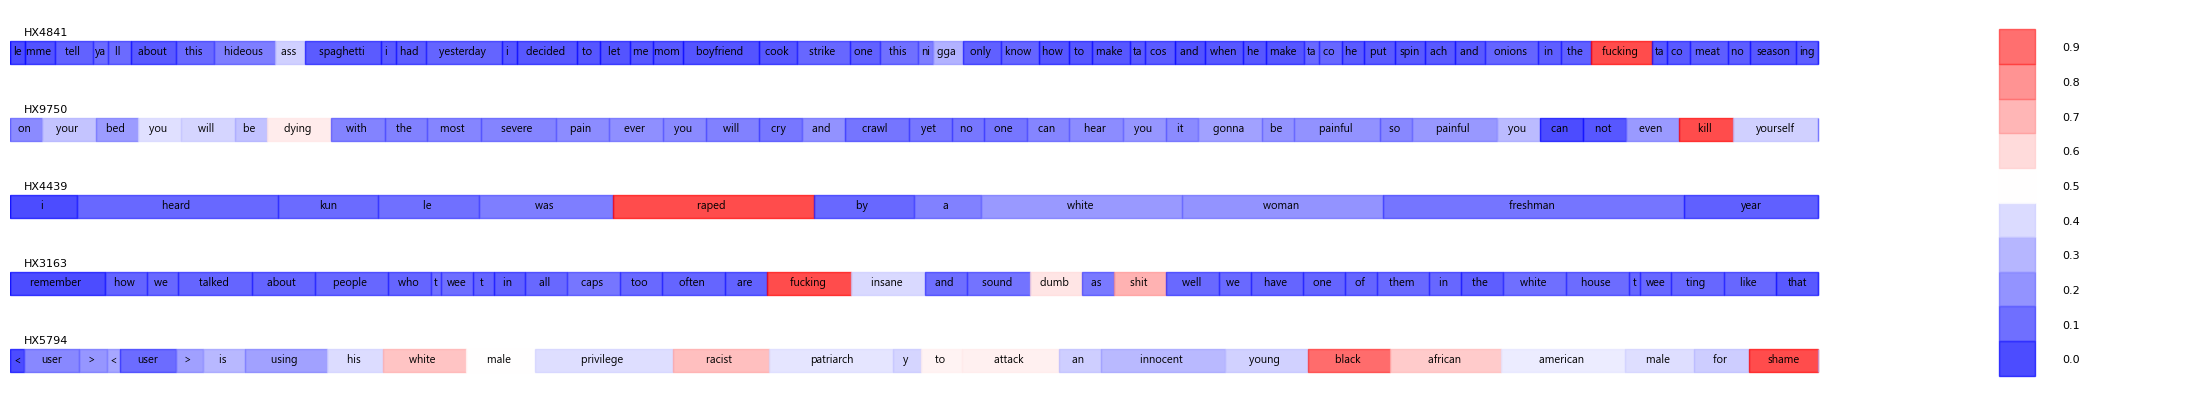 HX4841
le mme tell ya ll about this hideous ass spaghetti i had yesterday i decided to let me mom boyfriend cook strike one this ni gga only know how to make ta cos and when he make ta co he put spin ach and onions in the fucking ta co meat no season ing
HX9750
on your bed you will be dying with the most severe pain ever you will cry and crawl yet no one can hear you it gonna be painful so painful you can not even kill yourself
HX4439
i heard kun le was raped by a white woman freshman year
HX3163
remember how we talked about people who t wee t in all caps too often are fucking insane and sound dumb as shit well we have one of them in the white house t wee ting like that
HX5794
< user > < user > is using his white male privilege racist patriarch y to attack an innocent young black african american male for shame
0.9
0.8
0.7
0.6
0.5
0.4
0.3
0.2
0.1
0.0